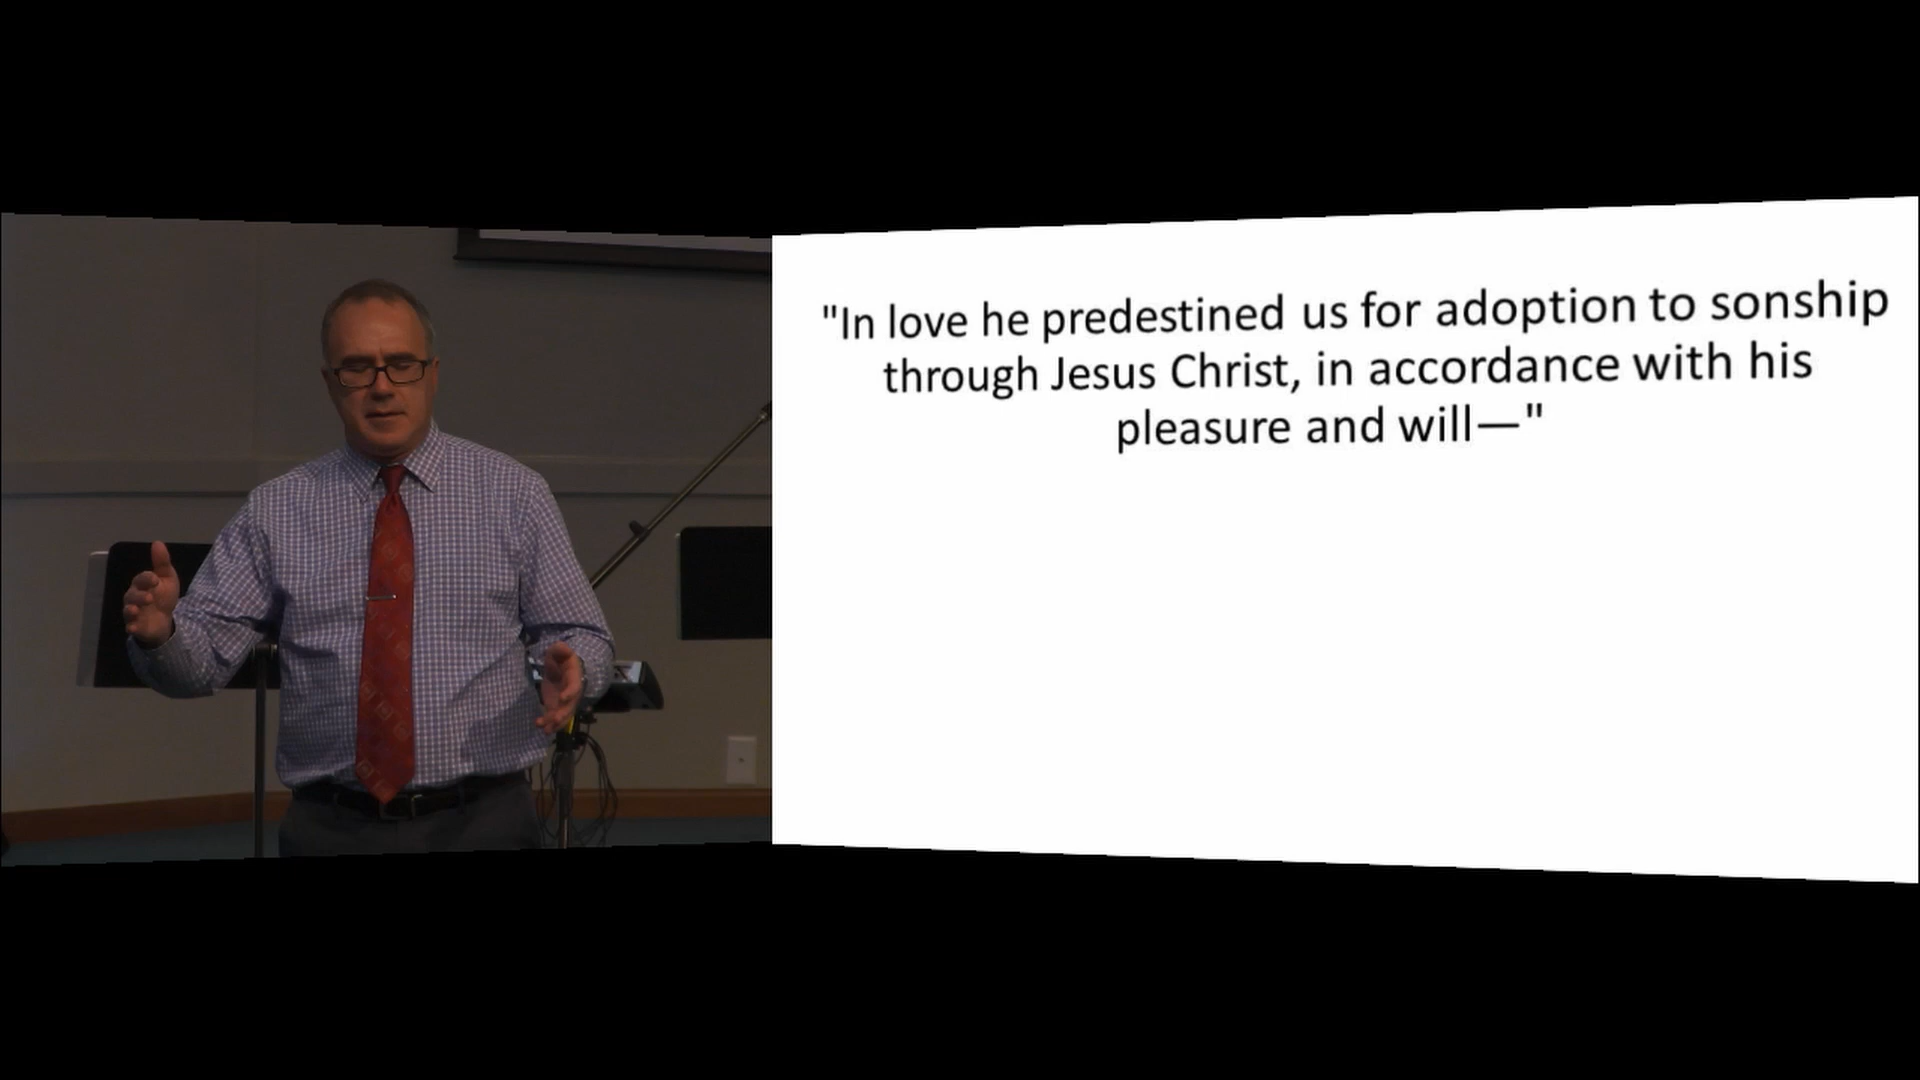 "In love he predestined us for adoption to sonship
through Jesus Christ, in accordance with his
pleasure and will—"